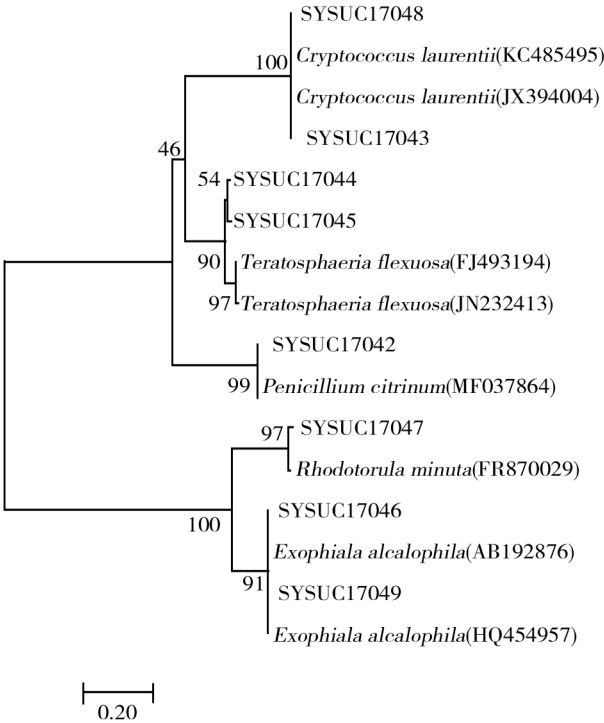 SYSUC17048
100
Cryptococcus laurentii(KC485495)
Cryptococcus laurentii(JX394004)
SYSUC17043
46
54
SYSUC17044
SYSUC17045
90
Teratosphaeria flexuosa(FJ493194)
97
Teratosphaeria flexuosa(JN232413)
SYSUC17042
99
Penicillium citrinum(MF037864)
97
SYSUC17047
Rhodotorula minuta(FR870029)
100
SYSUC17046
Exophiala alcalophila(AB192876)
91
SYSUC17049
Exophiala alcalophila(HQ454957)
0.20